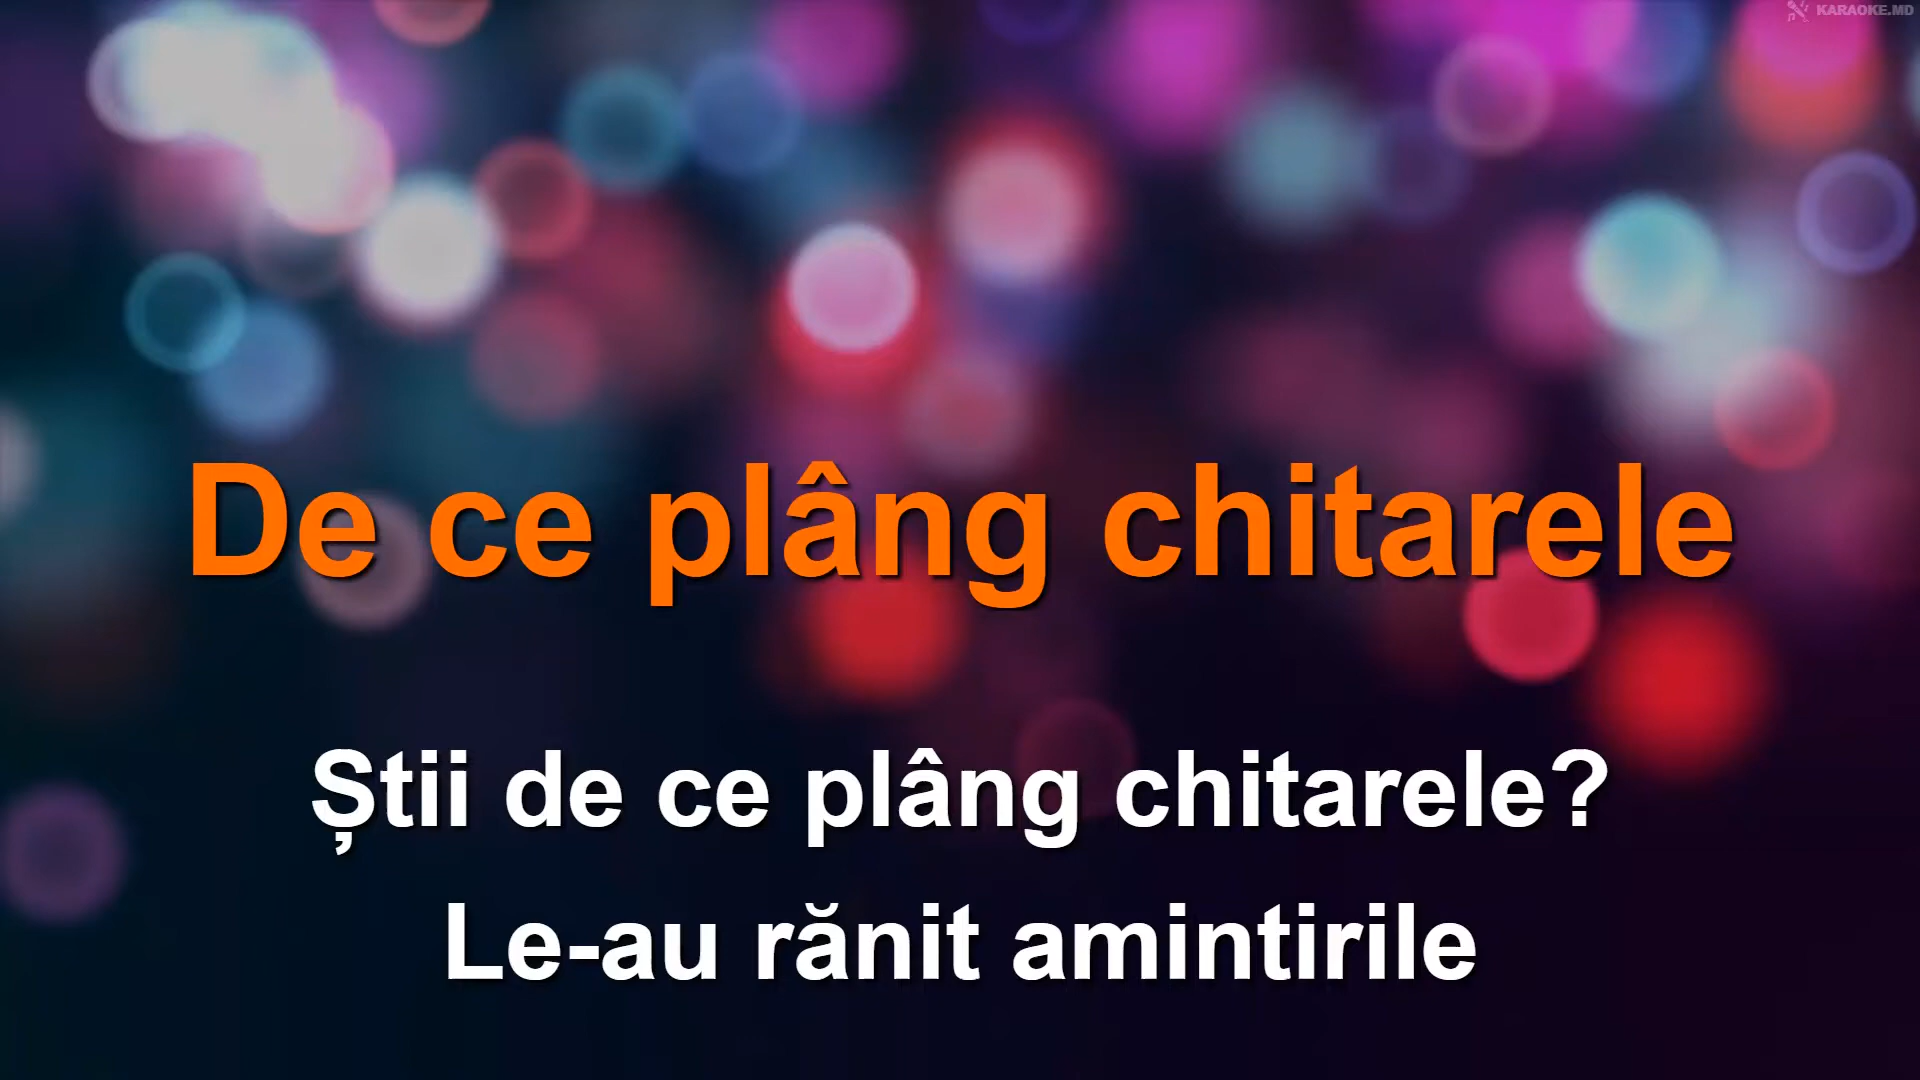 KARAOKE.MD
De ce plâng chitarele
Știi de ce plâng chitarele?
Le-au rănit amintirile